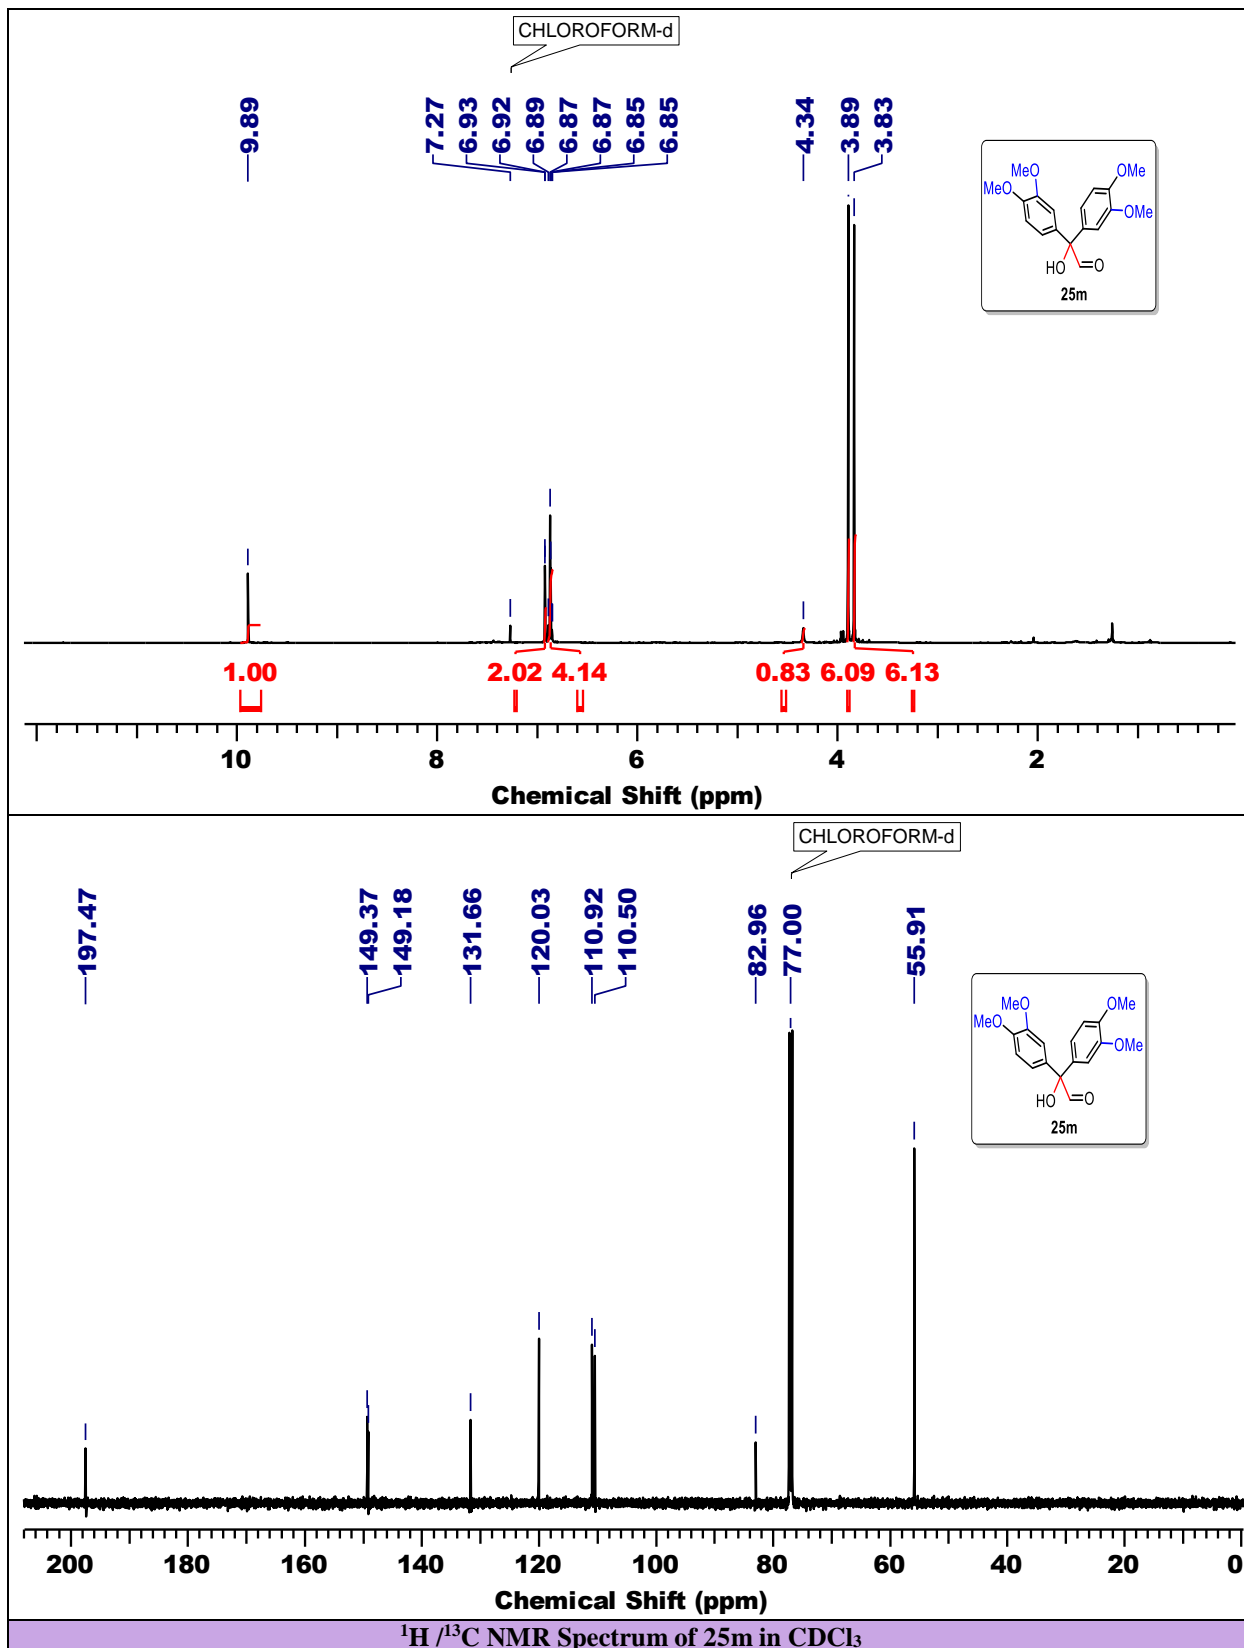 CHLOROFORM-d
9.89 7.27 6.93 6.92 6.89 6.87 6.87 6.85 6.85 4.34 3.89 3.83
MeO OMe
MeO OMe
HO O
25m
1.00 2.02 4.14 0.83 6.09 6.13
10 8 6 4 2
Chemical Shift (ppm)
CHLOROFORM-d
197.47 149.37 149.18 131.66 120.03 110.92 110.50 82.96 77.00 55.91
MeO OMe
MeO OMe
HO O
25m
200 180 160 140 120 100 80 60 40 20 0
Chemical Shift (ppm)
¹H /¹³C NMR Spectrum of 25m in CDCl₃